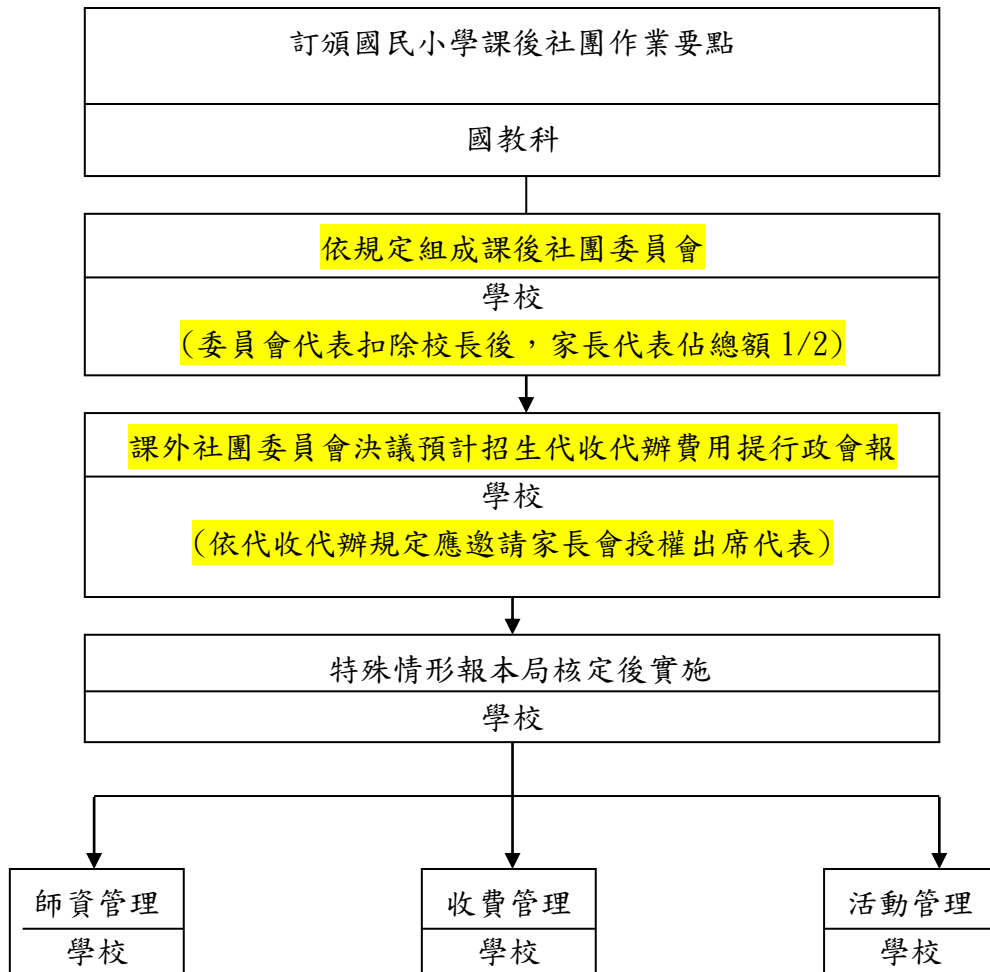 訂頒國民小學課後社團作業要點
國教科
依規定組成課後社團委員會
學校
(委員會代表扣除校長後，家長代表佔總額 1/2)
課外社團委員會決議預計招生代收代辦費用提行政會報
學校
(依代收代辦規定應邀請家長會授權出席代表)
特殊情形報本局核定後實施
學校
師資管理
學校
收費管理
學校
活動管理
學校